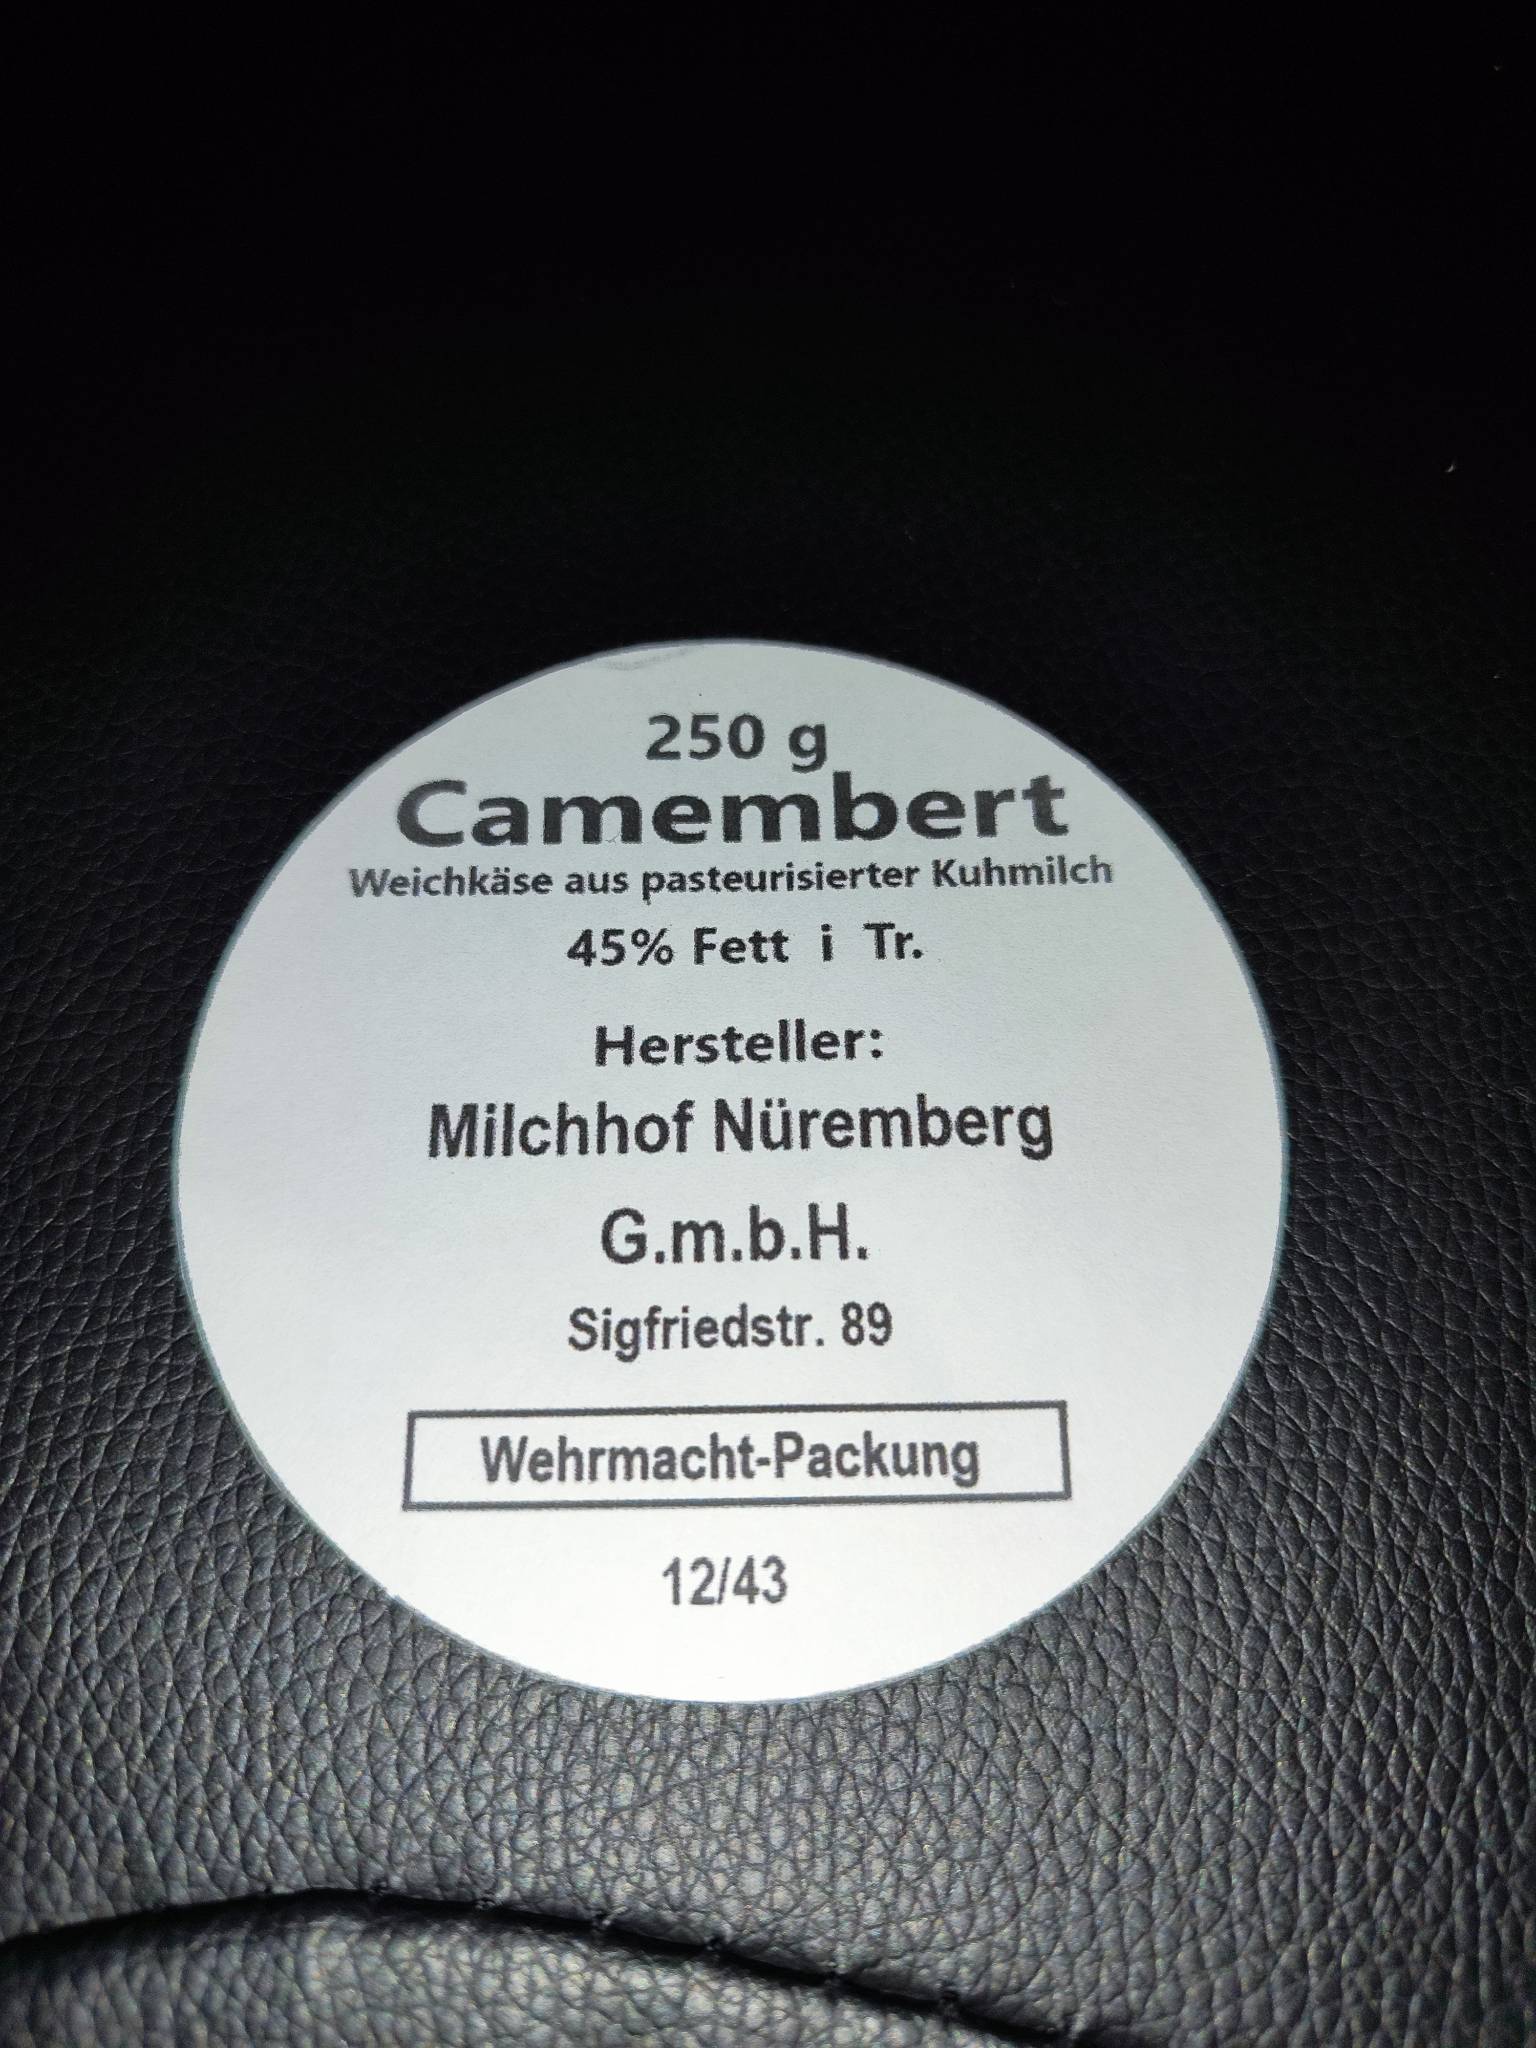 250 g
Camembert
Weichkäse aus pasteurisierter Kuhmilch
45% Fett i Tr.
Hersteller:
Milchhof Nüremberg
G.m.b.H.
Sigfriedstr. 89
Wehrmacht-Packung
12/43